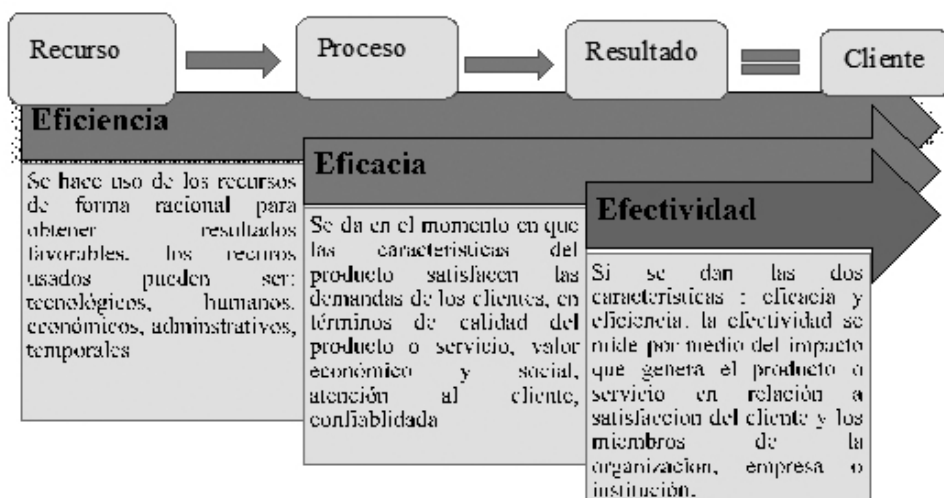 Recurso
Proceso
Resultado
Cliente
Eficiencia
Se hace uso de los recursos
de forma racional para
obtener resultados
favorables. los recuros
usados pueden ser:
tecnológicos, humanos,
económicos, adminstrativos,
temporales
Eficacia
Se da en el momento en que
las características del
producto satisfacen las
demandas de los clientes, en
términos de calidad del
producto o servicio, valor
económico y social,
atención al cliente,
confiablidada
Efectividad
Si se dan las dos
características : eficacia y
eficiencia. la efectividad se
mide por medio del impacto
que genera el producto o
servicio en relación a
satisfaccion del cliente y los
miembros de la
organizacion, empresa o
institución.